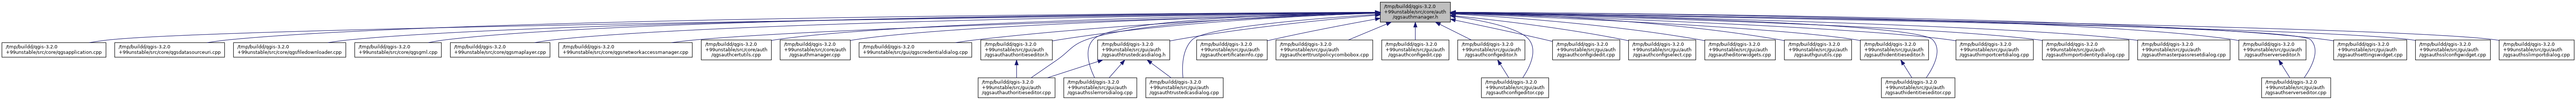 /tmp/buildd/qgis-3.2.0
+99unstable/src/core/auth
/qgsauthmanager.h
/tmp/buildd/qgis-3.2.0
+99unstable/src/core/qgsapplication.cpp
/tmp/buildd/qgis-3.2.0
+99unstable/src/core/qgsdatasourceuri.cpp
/tmp/buildd/qgis-3.2.0
+99unstable/src/core/qgsfiledownloader.cpp
/tmp/buildd/qgis-3.2.0
+99unstable/src/core/qgsgml.cpp
/tmp/buildd/qgis-3.2.0
+99unstable/src/core/qgsmaplayer.cpp
/tmp/buildd/qgis-3.2.0
+99unstable/src/core/qgsnetworkaccessmanager.cpp
/tmp/buildd/qgis-3.2.0
+99unstable/src/core/auth
/qgsauthcertutils.cpp
/tmp/buildd/qgis-3.2.0
+99unstable/src/core/auth
/qgsauthmanager.cpp
/tmp/buildd/qgis-3.2.0
+99unstable/src/gui/qgscredentialdialog.cpp
/tmp/buildd/qgis-3.2.0
+99unstable/src/gui/auth
/qgsauthauthoritieseditor.h
/tmp/buildd/qgis-3.2.0
+99unstable/src/gui/auth
/qgsauthtrustedcasdialog.h
/tmp/buildd/qgis-3.2.0
+99unstable/src/gui/auth
/qgsauthcertificateinfo.cpp
/tmp/buildd/qgis-3.2.0
+99unstable/src/gui/auth
/qgsauthcerttrustpolicycombobox.cpp
/tmp/buildd/qgis-3.2.0
+99unstable/src/gui/auth
/qgsauthconfigedit.cpp
/tmp/buildd/qgis-3.2.0
+99unstable/src/gui/auth
/qgsauthconfigeditor.h
/tmp/buildd/qgis-3.2.0
+99unstable/src/gui/auth
/qgsauthconfigidedit.cpp
/tmp/buildd/qgis-3.2.0
+99unstable/src/gui/auth
/qgsauthconfigselect.cpp
/tmp/buildd/qgis-3.2.0
+99unstable/src/gui/auth
/qgsautheditorwidgets.cpp
/tmp/buildd/qgis-3.2.0
+99unstable/src/gui/auth
/qgsauthguiutils.cpp
/tmp/buildd/qgis-3.2.0
+99unstable/src/gui/auth
/qgsauthidentitieseditor.h
/tmp/buildd/qgis-3.2.0
+99unstable/src/gui/auth
/qgsauthimportcertdialog.cpp
/tmp/buildd/qgis-3.2.0
+99unstable/src/gui/auth
/qgsauthimportidentitydialog.cpp
/tmp/buildd/qgis-3.2.0
+99unstable/src/gui/auth
/qgsauthmasterpassresetdialog.cpp
/tmp/buildd/qgis-3.2.0
+99unstable/src/gui/auth
/qgsauthserverseditor.h
/tmp/buildd/qgis-3.2.0
+99unstable/src/gui/auth
/qgsauthsettingswidget.cpp
/tmp/buildd/qgis-3.2.0
+99unstable/src/gui/auth
/qgsauthsslconfigwidget.cpp
/tmp/buildd/qgis-3.2.0
+99unstable/src/gui/auth
/qgsauthsslimportdialog.cpp
/tmp/buildd/qgis-3.2.0
+99unstable/src/gui/auth
/qgsauthauthoritieseditor.cpp
/tmp/buildd/qgis-3.2.0
+99unstable/src/gui/auth
/qgsauthsslerrorsdialog.cpp
/tmp/buildd/qgis-3.2.0
+99unstable/src/gui/auth
/qgsauthtrustedcasdialog.cpp
/tmp/buildd/qgis-3.2.0
+99unstable/src/gui/auth
/qgsauthconfigeditor.cpp
/tmp/buildd/qgis-3.2.0
+99unstable/src/gui/auth
/qgsauthidentitieseditor.cpp
/tmp/buildd/qgis-3.2.0
+99unstable/src/gui/auth
/qgsauthserverseditor.cpp